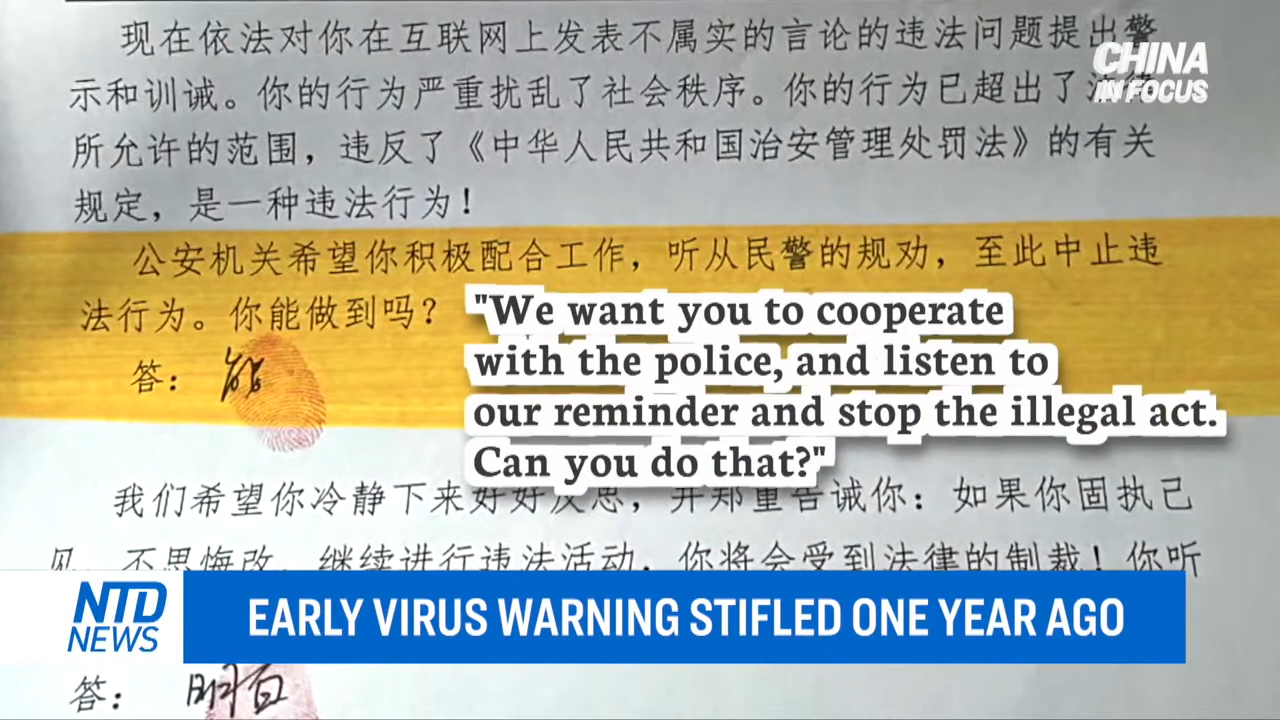 现在依法对你在互联网上发表不属实的言论的违法问题提出警
示和训诫。你的行为严重扰乱了社会秩序。你的行为已超出了法律
所允许的范围，违反了《中华人民共和国治安管理处罚法》的有关
规定，是一种违法行为！
CHINA
IN FOCUS
公安机关希望你积极配合工作，听从民警的规劝，至此中止违
法行为。你能做到吗？
"We want you to cooperate
with the police, and listen to
our reminder and stop the illegal act.
Can you do that?"
答：能
我们希望你冷静下来好好反思，并郑重告诫你：如果你固执己
见，不思悔改，继续进行违法活动，你将会受到法律的制裁！你听
NTD
NEWS
EARLY VIRUS WARNING STIFLED ONE YEAR AGO
答：明白